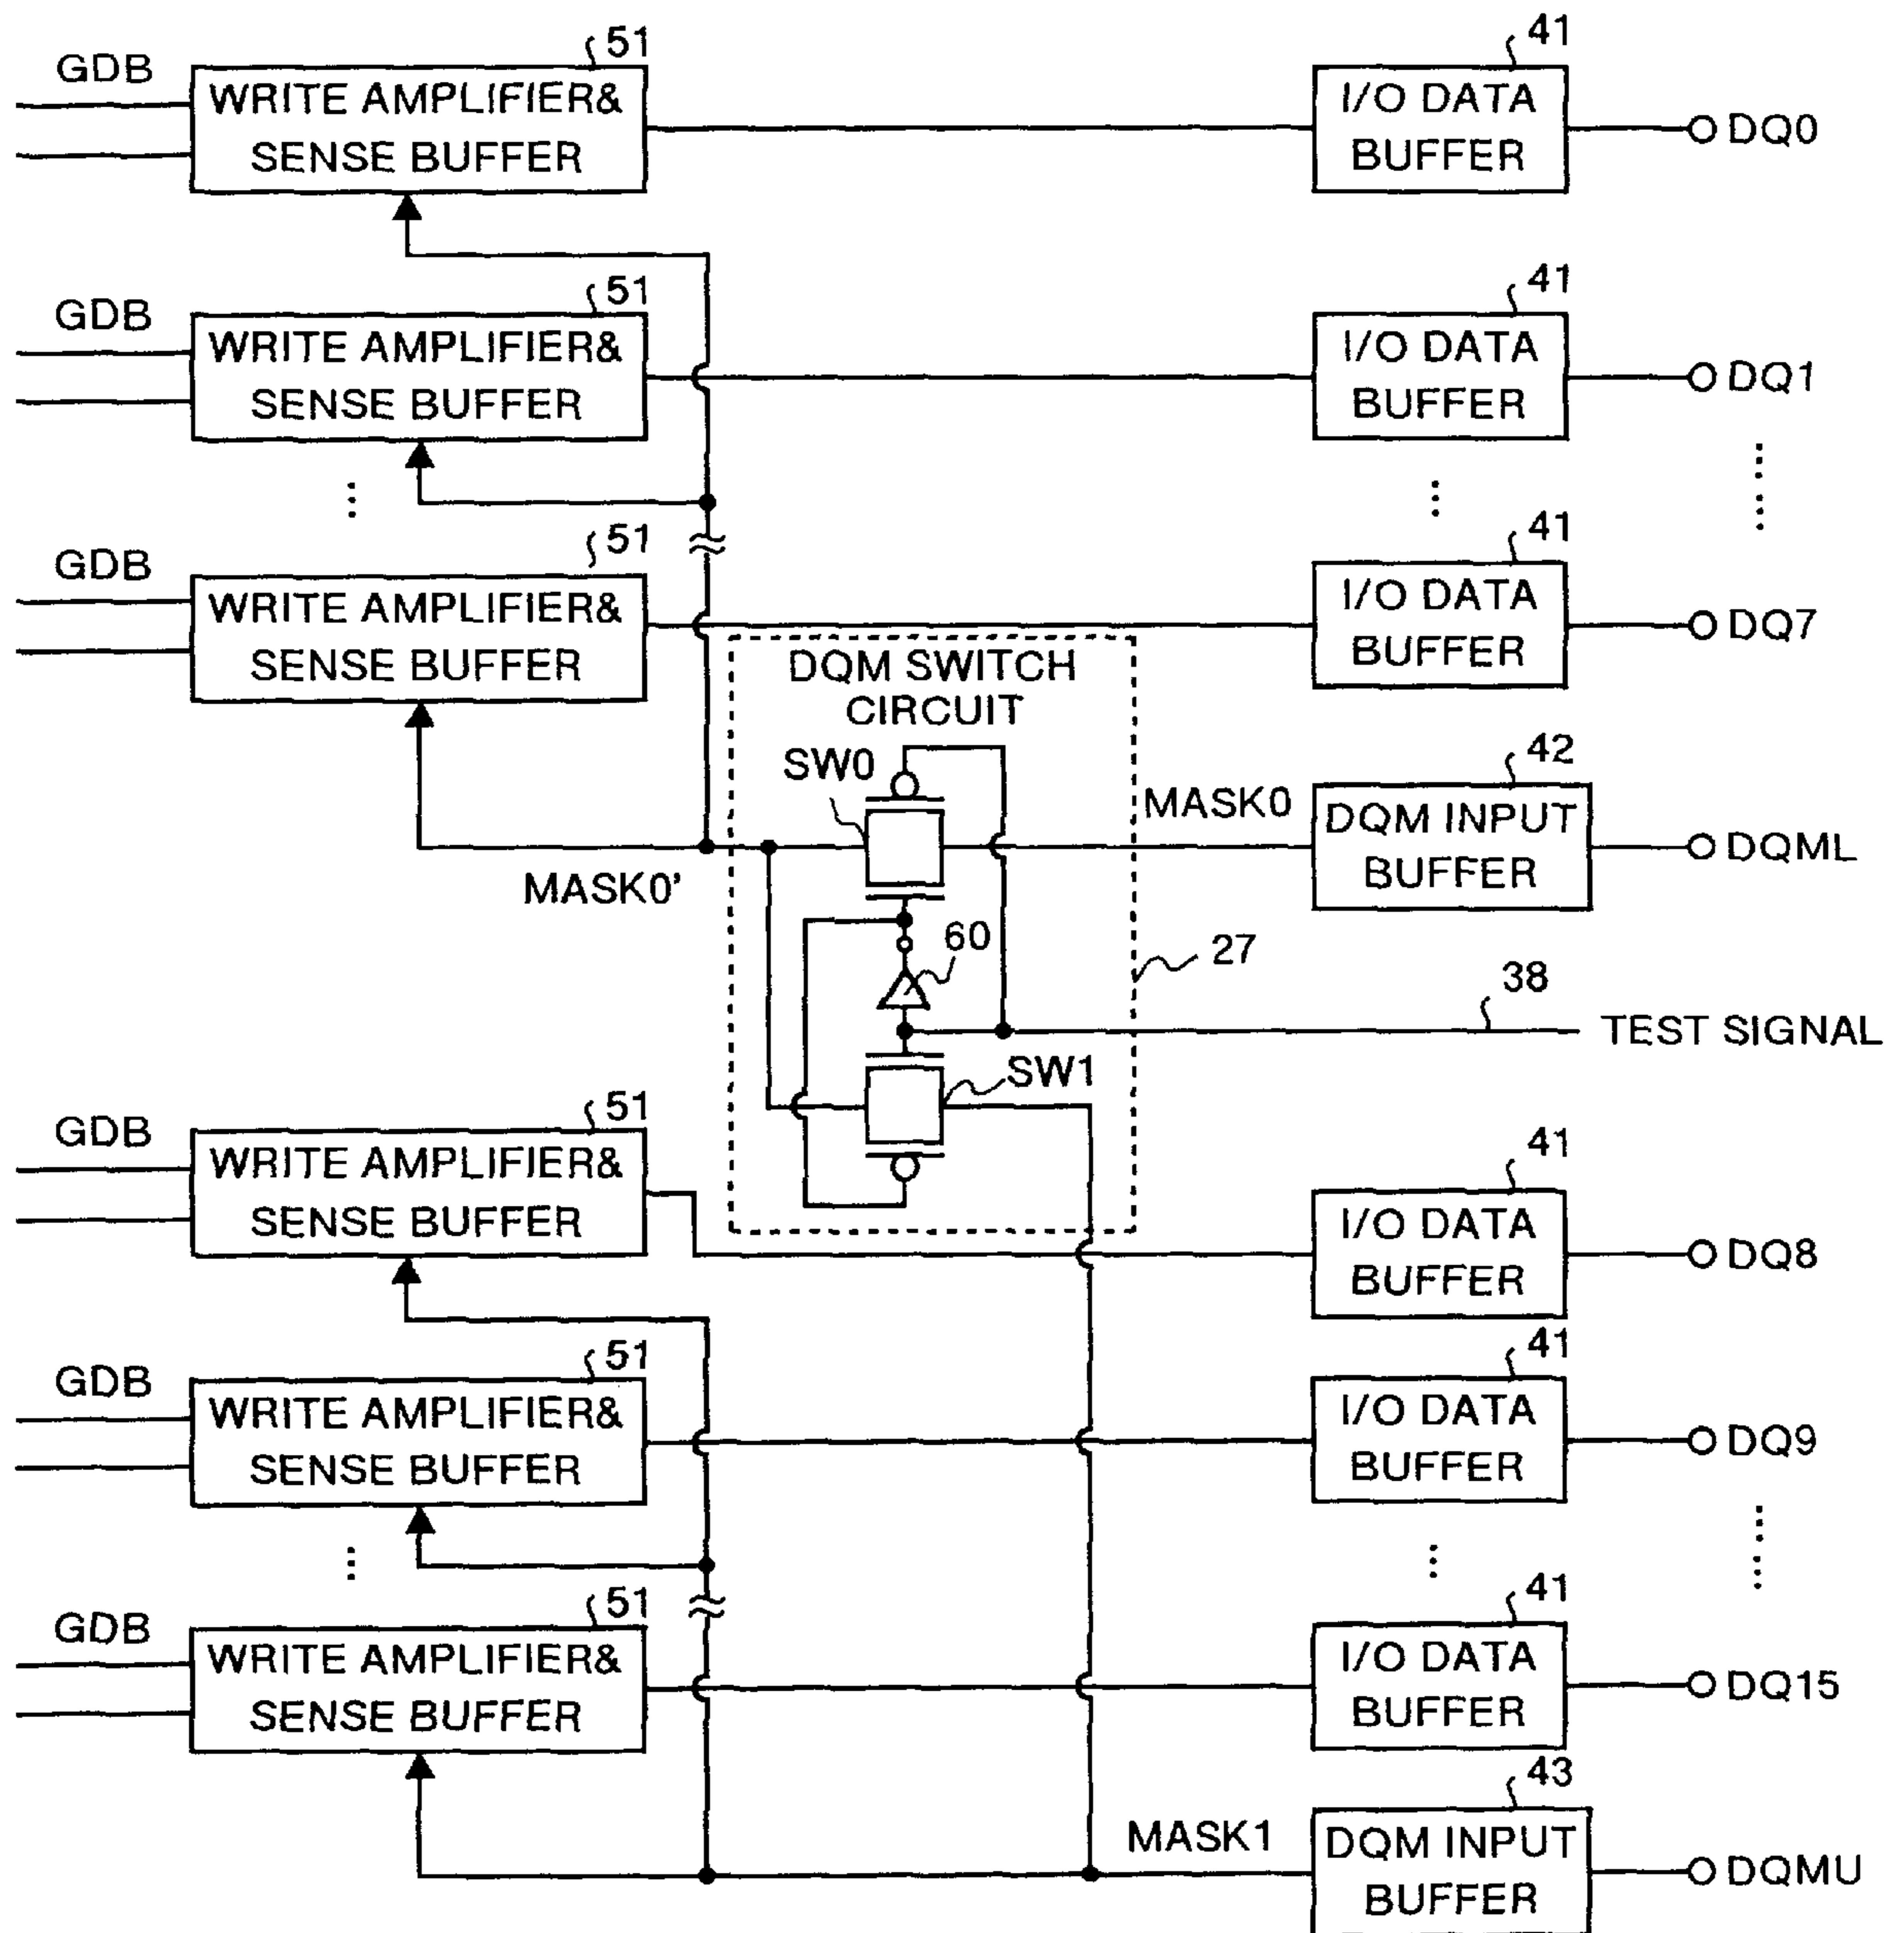 51
41
GDB
WRITE AMPLIFIER&
SENSE BUFFER
I/O DATA
BUFFER
DQ0
51
41
GDB
WRITE AMPLIFIER&
SENSE BUFFER
I/O DATA
BUFFER
DQ1
51
41
GDB
WRITE AMPLIFIER&
SENSE BUFFER
I/O DATA
BUFFER
DQ7
DQM SWITCH
CIRCUIT
SW0
MASK0
42
DQM INPUT
BUFFER
DQML
MASK0'
60
27
38
TEST SIGNAL
SW1
51
41
GDB
WRITE AMPLIFIER&
SENSE BUFFER
I/O DATA
BUFFER
DQ8
51
41
GDB
WRITE AMPLIFIER&
SENSE BUFFER
I/O DATA
BUFFER
DQ9
51
41
GDB
WRITE AMPLIFIER&
SENSE BUFFER
I/O DATA
BUFFER
DQ15
43
MASK1
DQM INPUT
BUFFER
DQMU